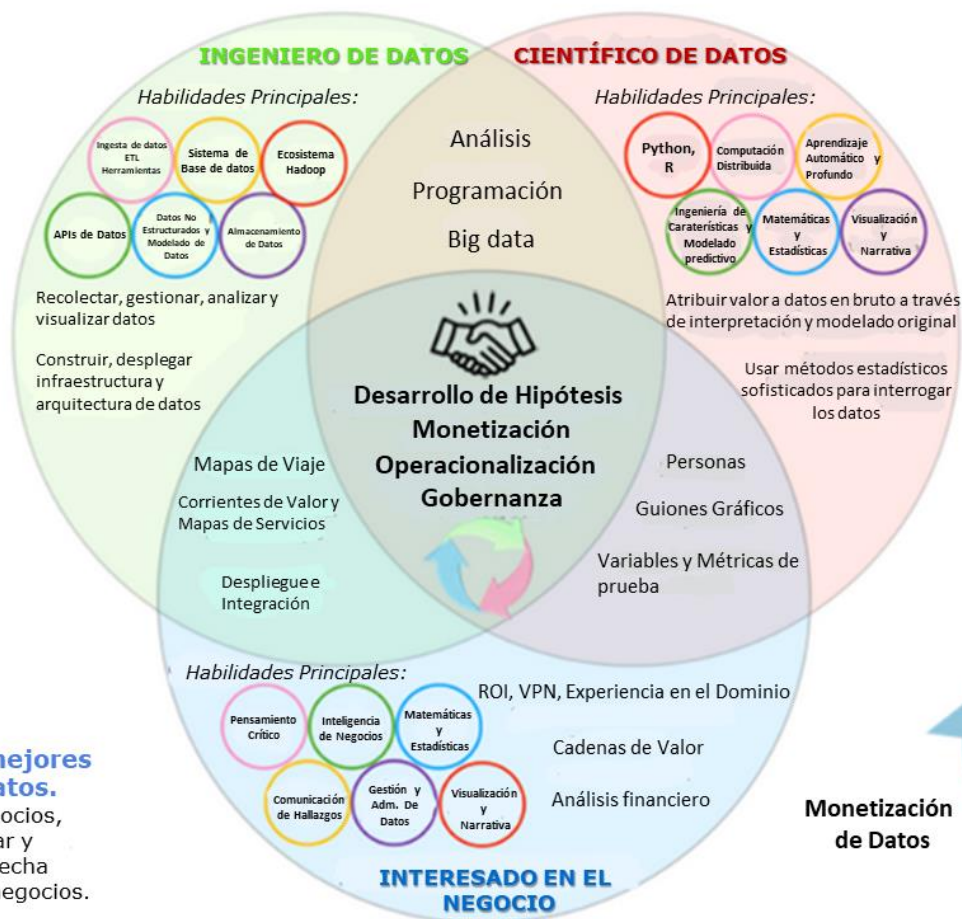 INGENIERO DE DATOS
Habilidades Principales:
Ingesta de datos
ETL
Herramientas
Sistema de
Base de datos
Ecosistema
Hadoop
APIs de Datos
Datos No
Estructurados y
Modelado de
Datos
Almacenamiento
de Datos
Recolectar, gestionar, analizar y
visualizar datos
Construir, desplegar
infraestructura y
arquitectura de datos
Análisis
Programación
Big data
CIENTÍFICO DE DATOS
Habilidades Principales:
Python,
R
Computación
Distribuida
Aprendizaje
Automático y
Profundo
Ingeniería de
Caraterísticas y
Modelado
predictivo
Matemáticas
y
Estadísticas
Visualización
y
Narrativa
Atribuir valor a datos en bruto a través
de interpretación y modelado original
Usar métodos estadísticos
sofisticados para interrogar
los datos
Desarrollo de Hipótesis
Monetización
Operacionalización
Gobernanza
Mapas de Viaje
Corrientes de Valor y
Mapas de Servicios
Despliegue e
Integración
Personas
Guiones Gráficos
Variables y Métricas de
prueba
Habilidades Principales:
Pensamiento
Crítico
Inteligencia
de Negocios
Matemáticas
y
Estadísticas
Comunicación
de Hallazgos
Gestión y
Adm. De
Datos
Visualización
y
Narrativa
ROI, VPN, Experiencia en el Dominio
Cadenas de Valor
Análisis financiero
INTERESADO EN EL
NEGOCIO
mejores
atos.
ocios,
ar y
echa
negocios.
Monetización
de Datos